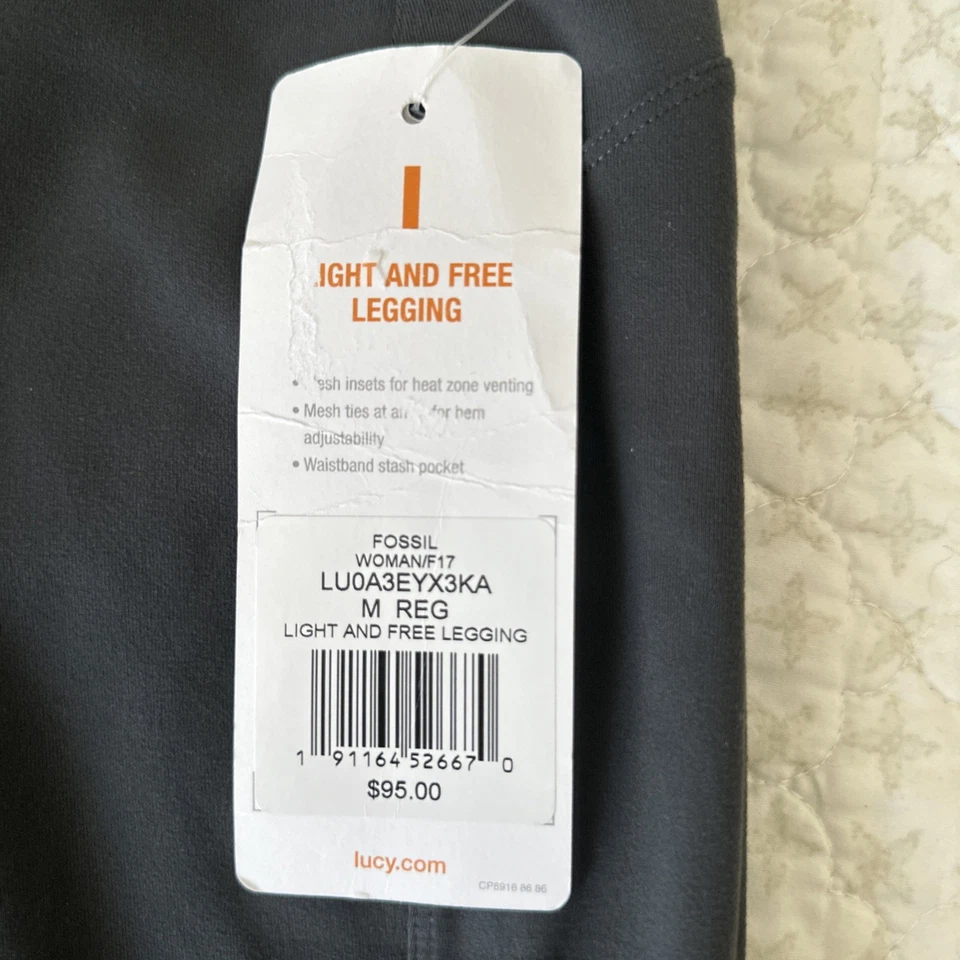 IGHT AND FREE
LEGGING
• esh insets for heat zone venting
• Mesh ties at an for hem
adjustability
• Waistband stash pocket
FOSSIL
WOMAN/F17
LU0A3EYX3KA
M REG
LIGHT AND FREE LEGGING
1 91164 52667 0
$95.00
lucy.com
CP6916 86 86